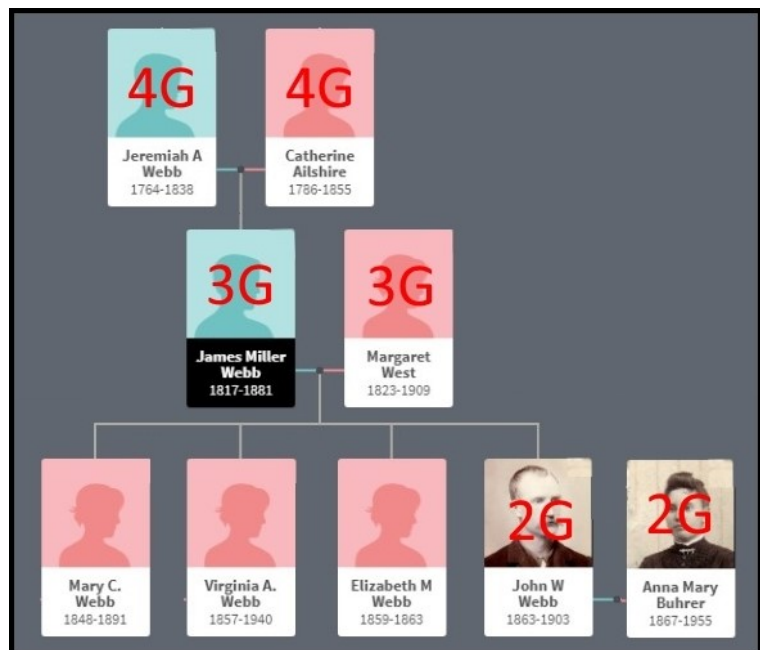 4G
4G
Jeremiah A
Webb
1764-1838
Catherine
Ailshire
1786-1855
3G
3G
James Miller
Webb
1817-1881
Margaret
West
1823-1909
2G
2G
Mary C.
Webb
1848-1891
Virginia A.
Webb
1857-1940
Elizabeth M
Webb
1859-1863
John W
Webb
1863-1903
Anna Mary
Buhrer
1867-1955